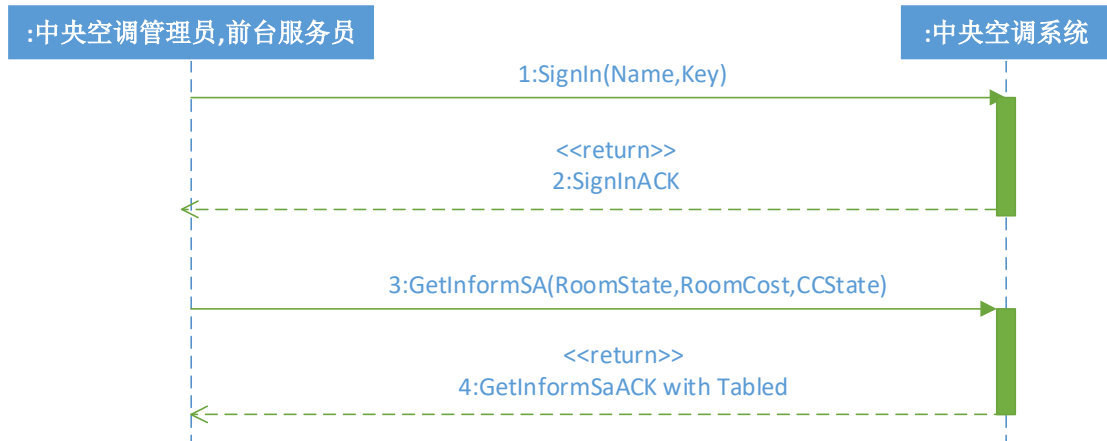 :中央空调管理员,前台服务员
:中央空调系统
1:SignIn(Name,Key)
<<return>>
2:SignInACK
3:GetInformSA(RoomState,RoomCost,CCState)
<<return>>
4:GetInformSaACK with Tabled